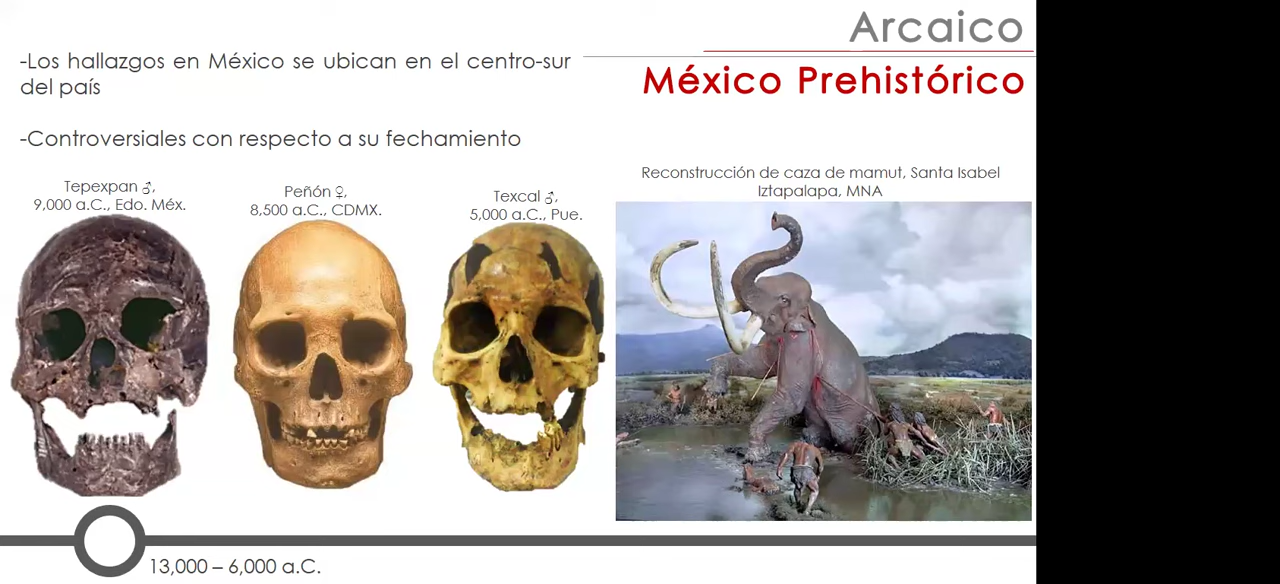 Arcaico
México Prehistórico
-Los hallazgos en México se ubican en el centro-sur
del país
-Controversiales con respecto a su fechamiento
Tepexpan ♂,
9,000 a.C., Edo. Méx.
Peñón ♀,
8,500 a.C., CDMX.
Texcal ♂,
5,000 a.C., Pue.
Reconstrucción de caza de mamut, Santa Isabel
Iztapalapa, MNA
13,000 – 6,000 a.C.